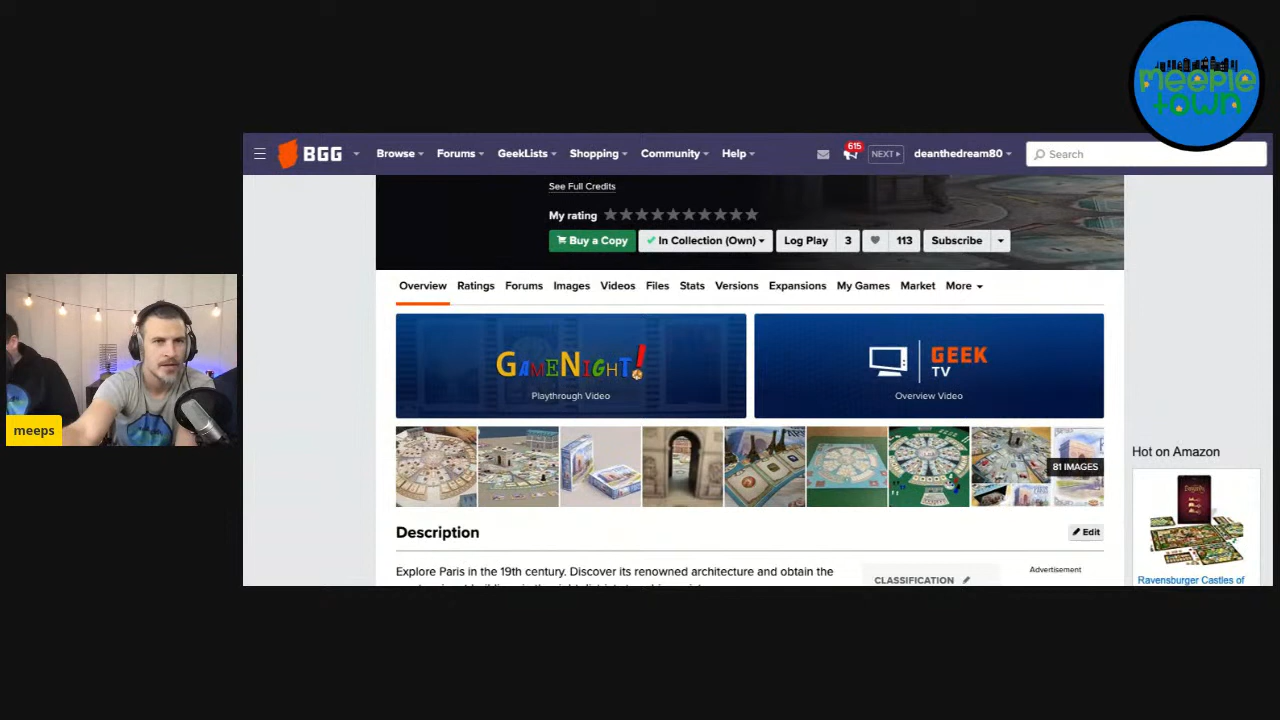 meeple
town
BGG
Browse
Forums
GeekLists
Shopping
Community
Help
615
NEXT
deanthedream80
Search
See Full Credits
My rating
Buy a Copy
In Collection (Own)
Log Play
3
113
Subscribe
Overview
Ratings
Forums
Images
Videos
Files
Stats
Versions
Expansions
My Games
Market
More
GAMENIGHT!
Playthrough Video
GEEK
TV
Overview Video
81 IMAGES
Hot on Amazon
Description
Edit
Explore Paris in the 19th century. Discover its renowned architecture and obtain the
CLASSIFICATION
Advertisement
Ravensburger Castles of
meeps